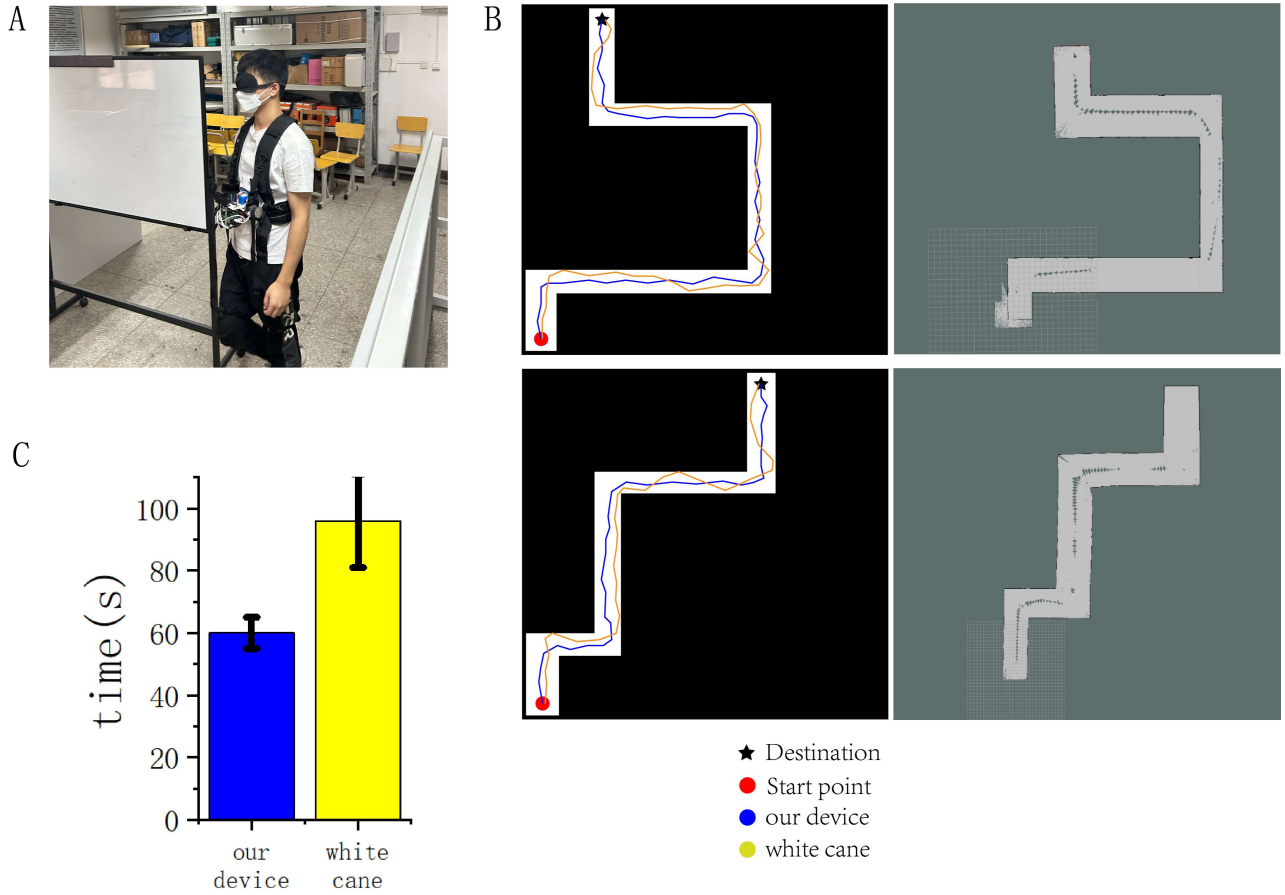 A
B
C
time(s)
100
80
60
40
20
0
our
device
white
cane
Destination
Start point
our device
white cane